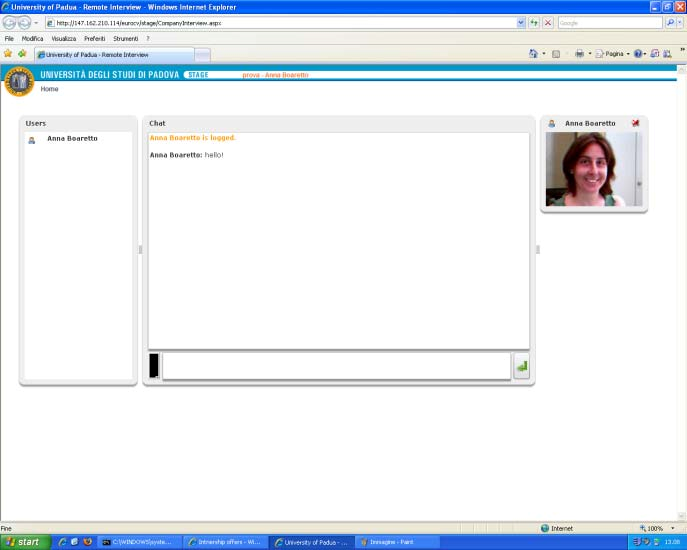 University of Padua - Remote Interview - Windows Internet Explorer
http://147.162.210.114/eurocv/stage/CompanyInterview.aspx
Google
File Modifica Visualizza Preferiti Strumenti ?
University of Padua - Remote Interview
Pagina
UNIVERSITÀ DEGLI STUDI DI PADOVA STAGE prova - Anna Boaretto
Home
Users
Anna Boaretto
Chat
Anna Boaretto is logged.
Anna Boaretto: hello!
Anna Boaretto
Fine
Internet
100%
start
C:\WINDOWS\syste...
Intnership offers - Wi...
University of Padua - ...
Immagine - Paint
13.08